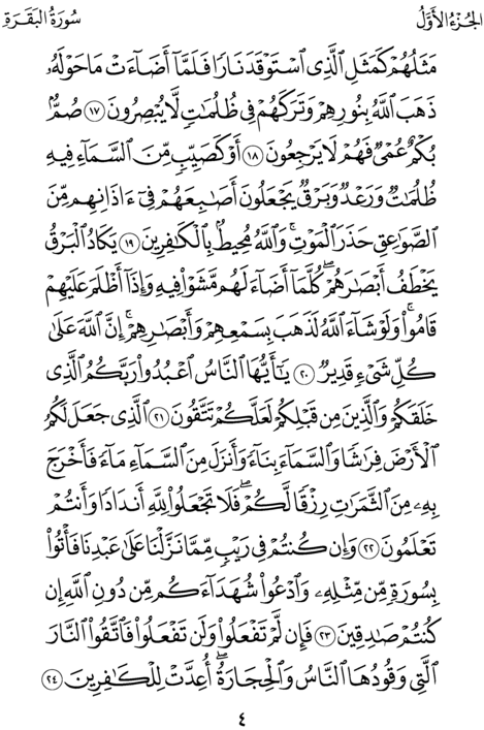 الجُزْءُ الأَوَّلُ سُورَةُ البَقَرَةِ
مَثَلُهُمْ كَمَثَلِ ٱلَّذِى ٱسْتَوْقَدَ نَارًا فَلَمَّآ أَضَآءَتْ مَا حَوْلَهُۥ
ذَهَبَ ٱللَّهُ بِنُورِهِمْ وَتَرَكَهُمْ فِى ظُلُمَٰتٍ لَّا يُبْصِرُونَ ١٧ صُمٌّۢ
بُكْمٌ عُمْىٌ فَهُمْ لَا يَرْجِعُونَ ١٨ أَوْ كَصَيِّبٍ مِّنَ ٱلسَّمَآءِ فِيهِ
ظُلُمَٰتٌ وَرَعْدٌ وَبَرْقٌ يَجْعَلُونَ أَصَٰبِعَهُمْ فِىٓ ءَاذَانِهِم مِّنَ
ٱلصَّوَٰعِقِ حَذَرَ ٱلْمَوْتِ ۚ وَٱللَّهُ مُحِيطٌۢ بِٱلْكَٰفِرِينَ ١٩ يَكَادُ ٱلْبَرْقُ
يَخْطَفُ أَبْصَٰرَهُمْ ۖ كُلَّمَآ أَضَآءَ لَهُم مَّشَوْا۟ فِيهِ وَإِذَآ أَظْلَمَ عَلَيْهِمْ
قَامُوا۟ ۚ وَلَوْ شَآءَ ٱللَّهُ لَذَهَبَ بِسَمْعِهِمْ وَأَبْصَٰرِهِمْ ۚ إِنَّ ٱللَّهَ عَلَىٰ
كُلِّ شَىْءٍ قَدِيرٌ ٢٠ يَٰٓأَيُّهَا ٱلنَّاسُ ٱعْبُدُوا۟ رَبَّكُمُ ٱلَّذِى
خَلَقَكُمْ وَٱلَّذِينَ مِن قَبْلِكُمْ لَعَلَّكُمْ تَتَّقُونَ ٢١ ٱلَّذِى جَعَلَ لَكُمُ
ٱلْأَرْضَ فِرَٰشًا وَٱلسَّمَآءَ بِنَآءً وَأَنزَلَ مِنَ ٱلسَّمَآءِ مَآءً فَأَخْرَجَ
بِهِۦ مِنَ ٱلثَّمَرَٰتِ رِزْقًا لَّكُمْ ۖ فَلَا تَجْعَلُوا۟ لِلَّهِ أَندَادًا وَأَنتُمْ
تَعْلَمُونَ ٢٢ وَإِن كُنتُمْ فِى رَيْبٍ مِّمَّا نَزَّلْنَا عَلَىٰ عَبْدِنَا فَأْتُوا۟
بِسُورَةٍ مِّن مِّثْلِهِۦ وَٱدْعُوا۟ شُهَدَآءَكُم مِّن دُونِ ٱللَّهِ إِن
كُنتُمْ صَٰدِقِينَ ٢٣ فَإِن لَّمْ تَفْعَلُوا۟ وَلَن تَفْعَلُوا۟ فَٱتَّقُوا۟ ٱلنَّارَ
ٱلَّتِى وَقُودُهَا ٱلنَّاسُ وَٱلْحِجَارَةُ ۖ أُعِدَّتْ لِلْكَٰفِرِينَ ٢٤
٤